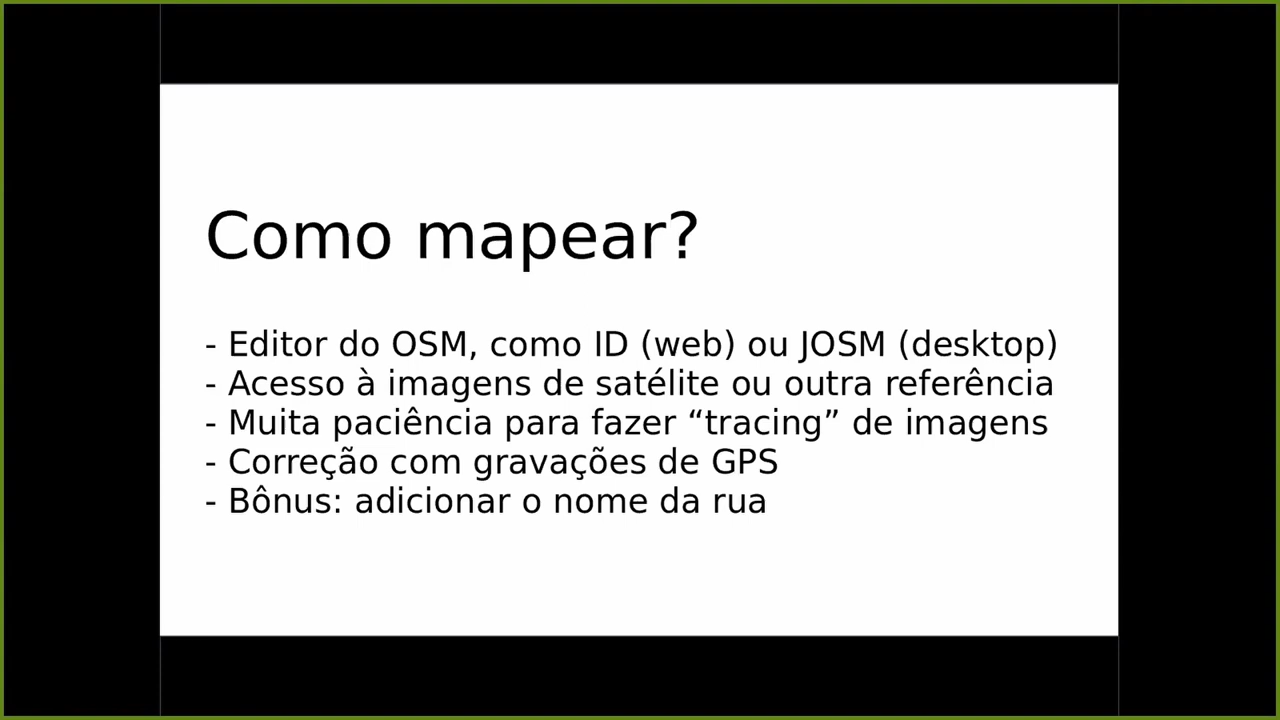 Como mapear?
- Editor do OSM, como ID (web) ou JOSM (desktop)
- Acesso à imagens de satélite ou outra referência
- Muita paciência para fazer “tracing” de imagens
- Correção com gravações de GPS
- Bônus: adicionar o nome da rua